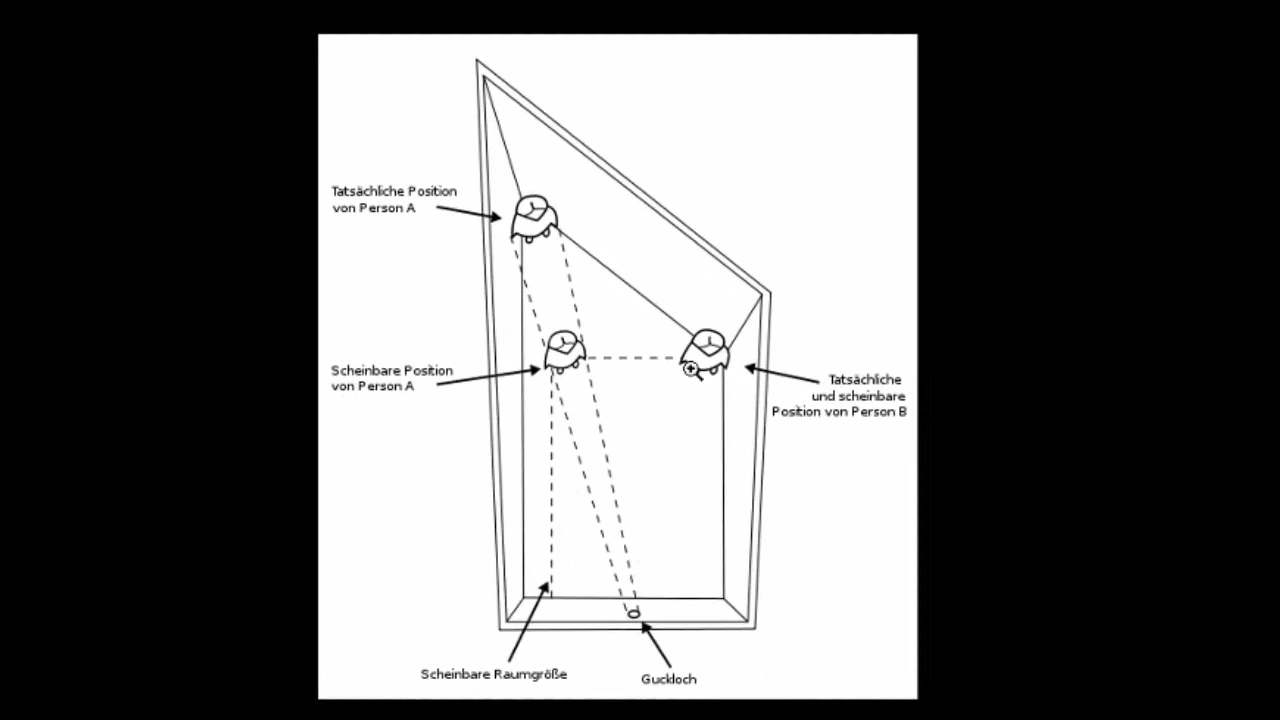 Tatsächliche Position
von Person A
Scheinbare Position
von Person A
Tatsächliche
und scheinbare
Position von Person B
Scheinbare Raumgröße
Guckloch